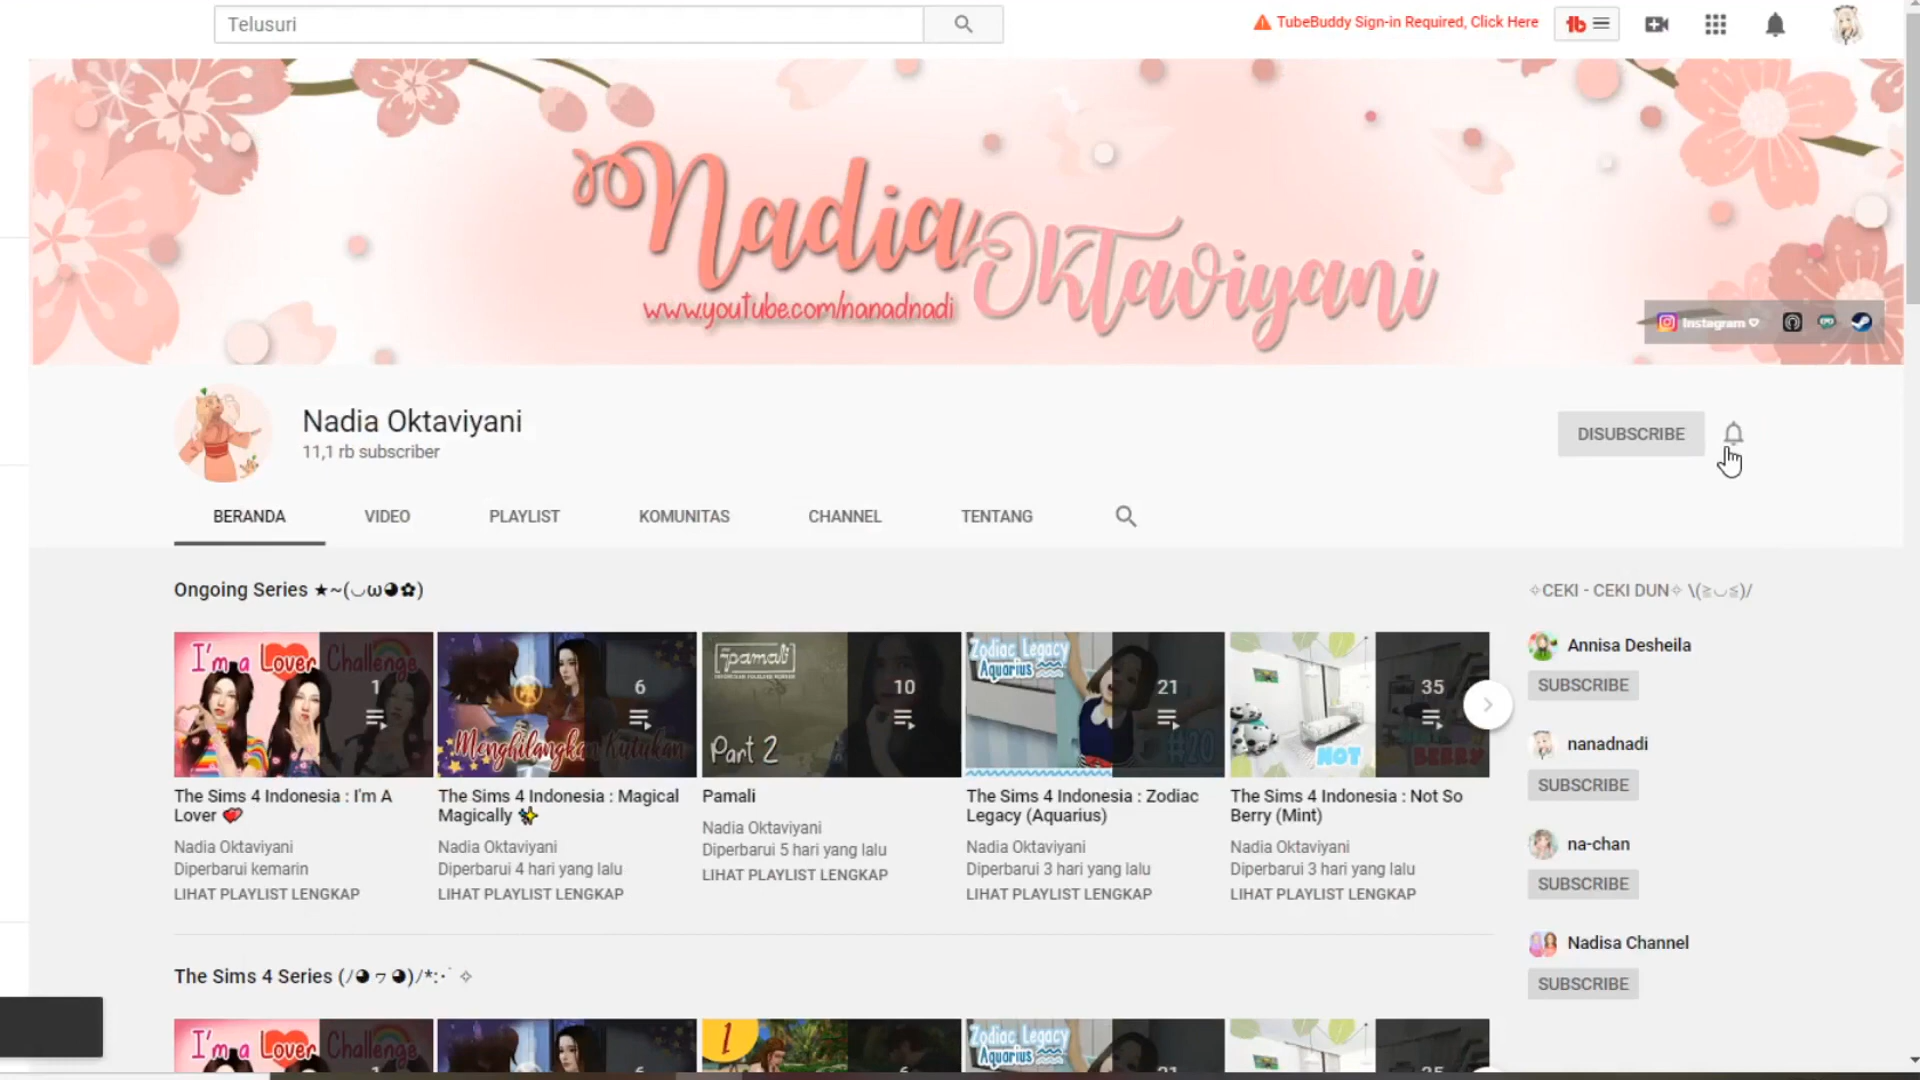 Telusuri
TubeBuddy Sign-in Required, Click Here
tb
Nadia
Oktaviyani
www.youtube.com/nanadnadi
Instagram ♡
Nadia Oktaviyani
11,1 rb subscriber
DISUBSCRIBE
BERANDA VIDEO PLAYLIST KOMUNITAS CHANNEL TENTANG
Ongoing Series ★~(◡ω◕✿)
I'm a Lover Challenge
1
Menghilangkan Kutukan
6
pamali
Part 2
10
Zodiac Legacy
Aquarius
21
#20
35
NOT
BERRY
The Sims 4 Indonesia : I'm A
Lover 💕
Nadia Oktaviyani
Diperbarui kemarin
LIHAT PLAYLIST LENGKAP
The Sims 4 Indonesia : Magical
Magically ✨
Nadia Oktaviyani
Diperbarui 4 hari yang lalu
LIHAT PLAYLIST LENGKAP
Pamali
Nadia Oktaviyani
Diperbarui 5 hari yang lalu
LIHAT PLAYLIST LENGKAP
The Sims 4 Indonesia : Zodiac
Legacy (Aquarius)
Nadia Oktaviyani
Diperbarui 3 hari yang lalu
LIHAT PLAYLIST LENGKAP
The Sims 4 Indonesia : Not So
Berry (Mint)
Nadia Oktaviyani
Diperbarui 3 hari yang lalu
LIHAT PLAYLIST LENGKAP
✧CEKI - CEKI DUN✧ \(≧◡≦)/
Annisa Desheila
SUBSCRIBE
nanadnadi
SUBSCRIBE
na-chan
SUBSCRIBE
Nadisa Channel
SUBSCRIBE
The Sims 4 Series (ﾉ◕ヮ◕)ﾉ*:･ﾟ✧
I'm a Lover Challenge
1
Zodiac Legacy
Aquarius